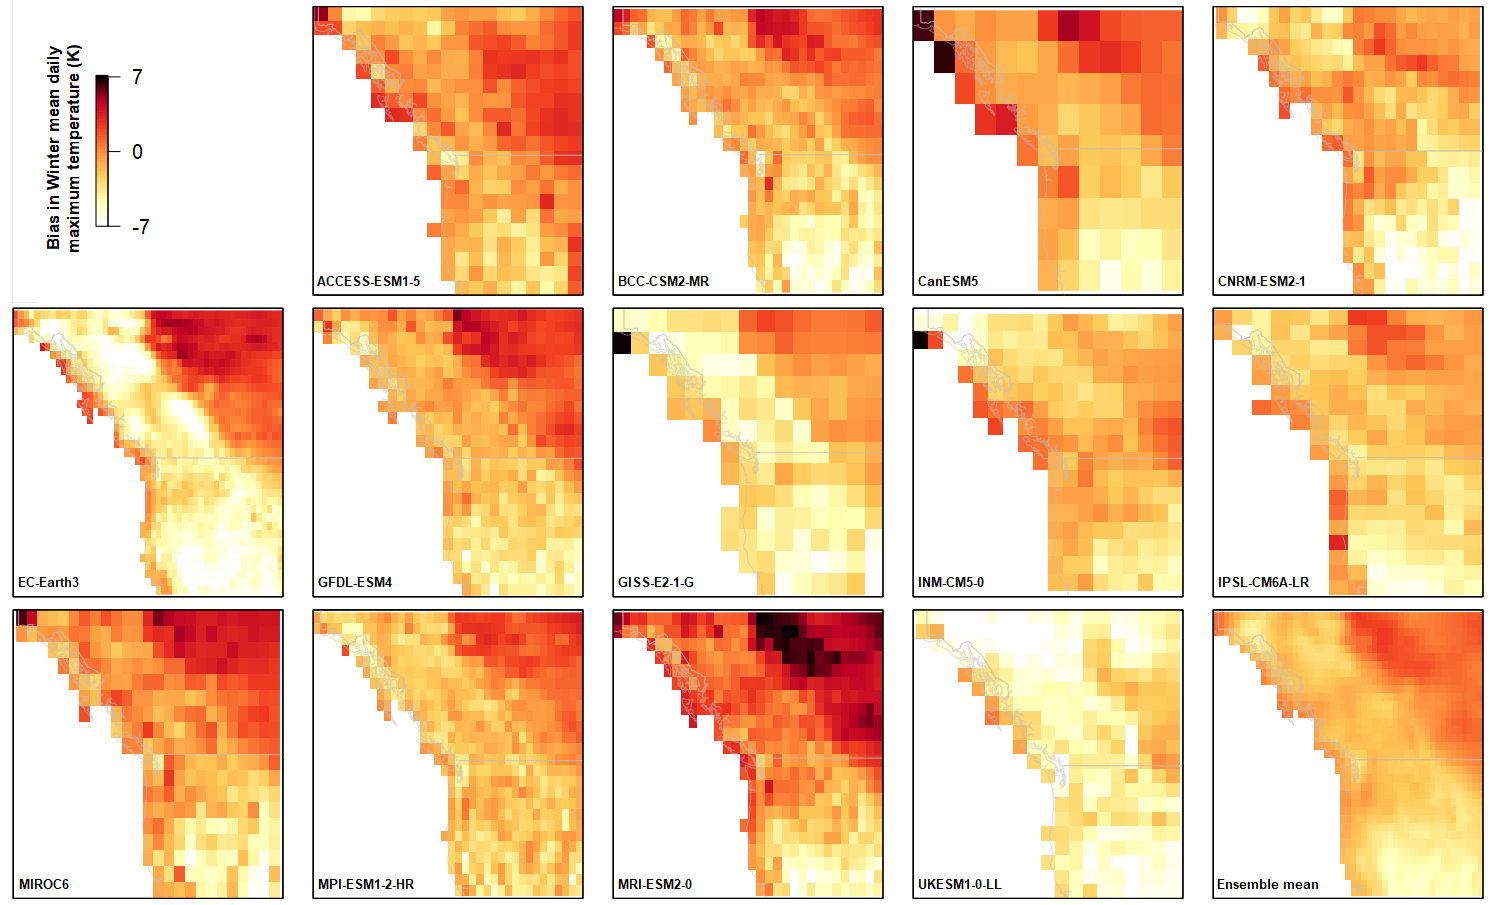 Bias in Winter mean daily
maximum temperature (K)
7
0
-7
ACCESS-ESM1-5
BCC-CSM2-MR
CanESM5
CNRM-ESM2-1
EC-Earth3
GFDL-ESM4
GISS-E2-1-G
INM-CM5-0
IPSL-CM6A-LR
MIROC6
MPI-ESM1-2-HR
MRI-ESM2-0
UKESM1-0-LL
Ensemble mean